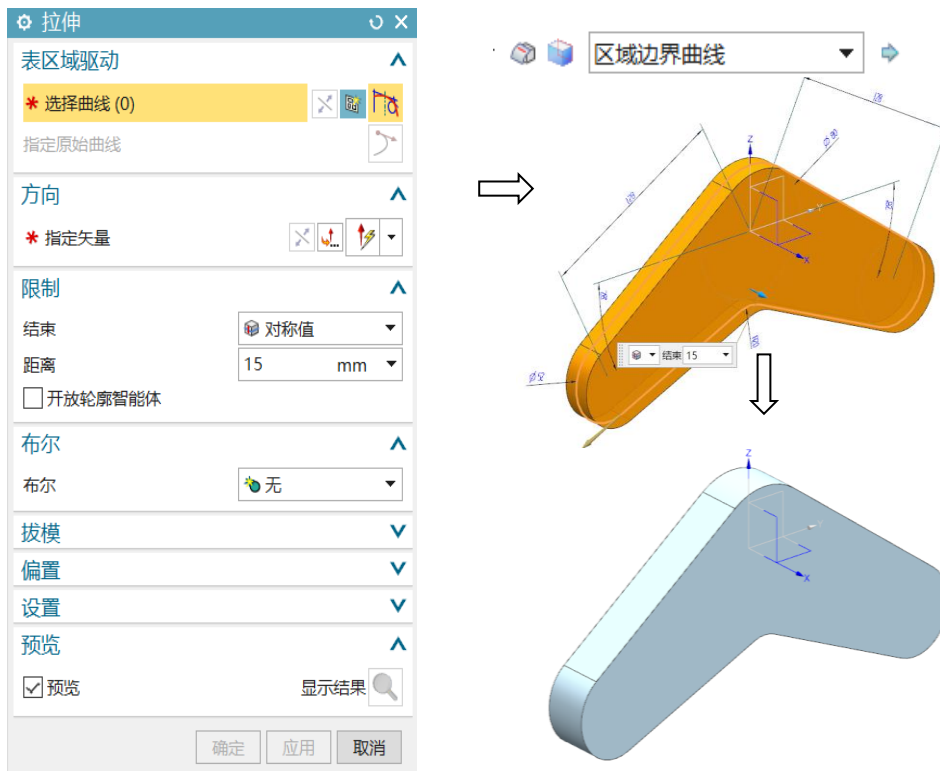 拉伸
表区域驱动
* 选择曲线 (0)
指定原始曲线
方向
* 指定矢量
限制
结束 对称值
距离 15 mm
开放轮廓智能体
布尔
布尔 无
拔模
偏置
设置
预览
预览 显示结果
确定 应用 取消
区域边界曲线
Z
X
结束 15
Z
Y
X